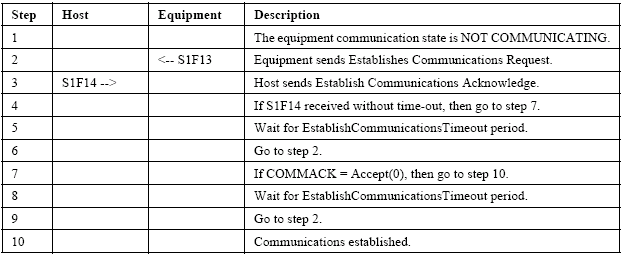 Step Host Equipment Description
1 The equipment communication state is NOT COMMUNICATING.
2 <-- S1F13 Equipment sends Establishes Communications Request.
3 S1F14 --> Host sends Establish Communications Acknowledge.
4 If S1F14 received without time-out, then go to step 7.
5 Wait for EstablishCommunicationsTimeout period.
6 Go to step 2.
7 If COMMACK = Accept(0), then go to step 10.
8 Wait for EstablishCommunicationsTimeout period.
9 Go to step 2.
10 Communications established.